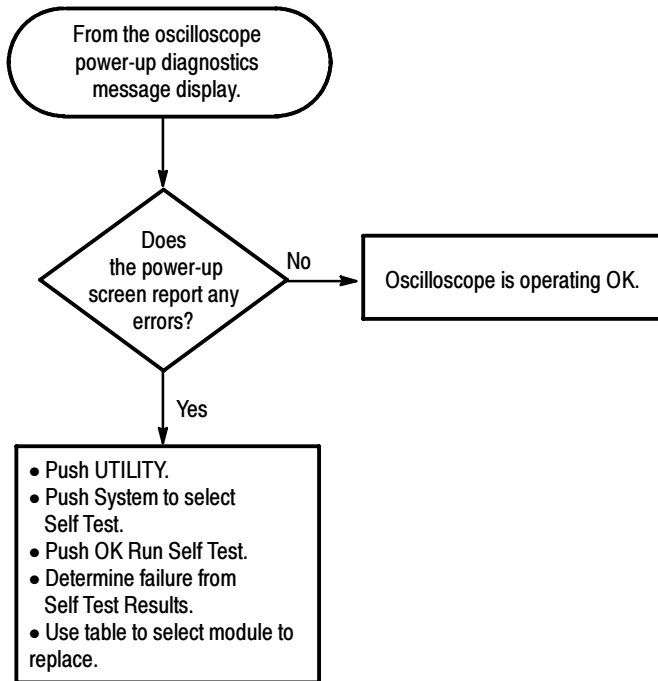 From the oscilloscope
power-up diagnostics
message display.
Does
the power-up
screen report any
errors?
No
Oscilloscope is operating OK.
Yes
• Push UTILITY.
• Push System to select
Self Test.
• Push OK Run Self Test.
• Determine failure from
Self Test Results.
• Use table to select module to
replace.